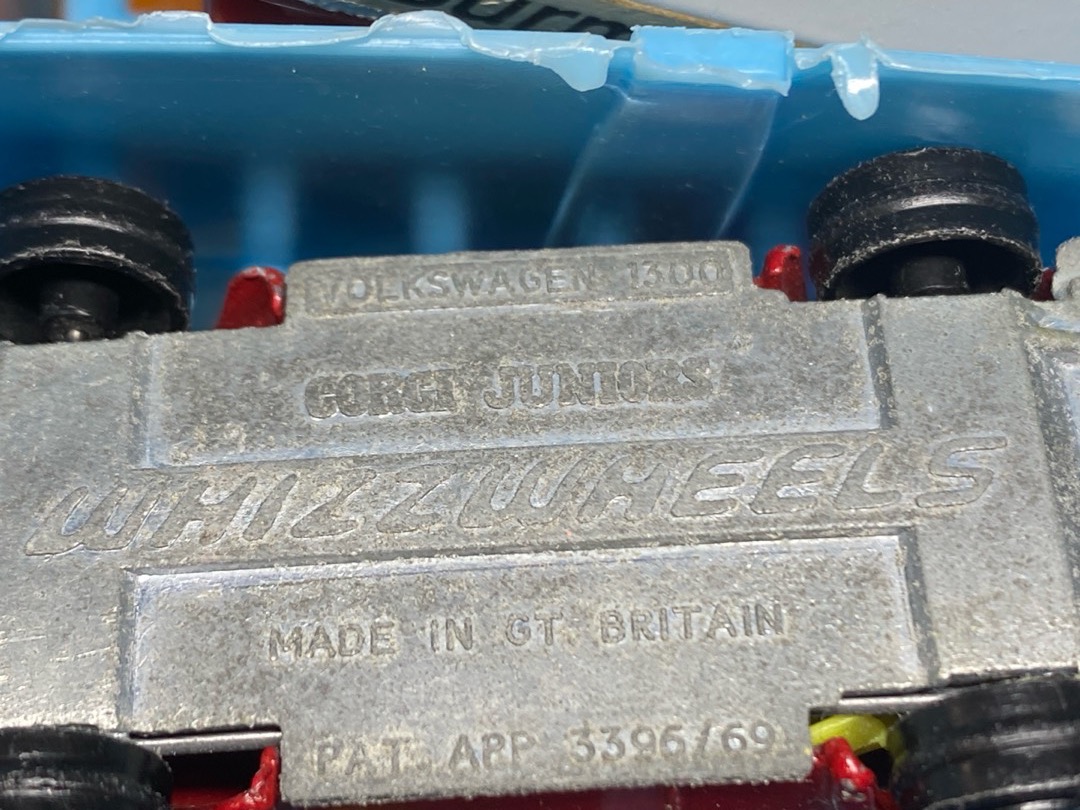 VOLKSWAGEN 1300
CORGI JUNIORS
WHIZZWHEELS
MADE IN GT. BRITAIN
PAT. APP. 3396/69